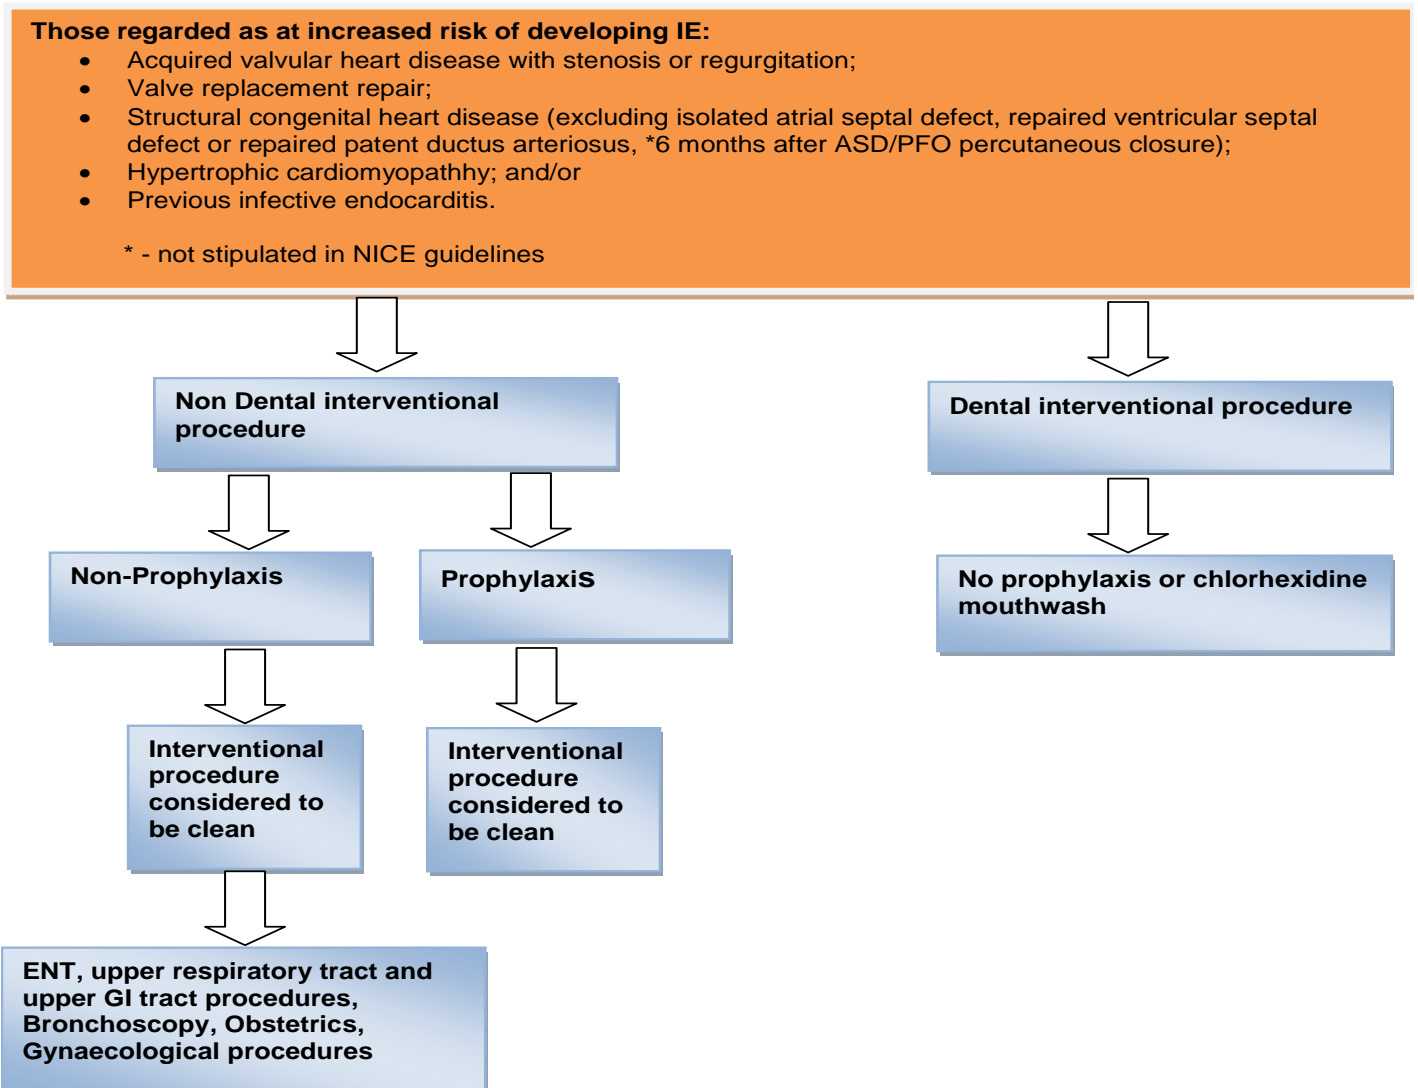 Those regarded as at increased risk of developing IE:
• Acquired valvular heart disease with stenosis or regurgitation;
• Valve replacement repair;
• Structural congenital heart disease (excluding isolated atrial septal defect, repaired ventricular septal
defect or repaired patent ductus arteriosus, *6 months after ASD/PFO percutaneous closure);
• Hypertrophic cardiomyopathhy; and/or
• Previous infective endocarditis.
* - not stipulated in NICE guidelines
Non Dental interventional
procedure
Dental interventional procedure
Non-Prophylaxis
Prophylaxis
No prophylaxis or chlorhexidine
mouthwash
Interventional
procedure
considered to
be clean
Interventional
procedure
considered to
be clean
ENT, upper respiratory tract and
upper GI tract procedures,
Bronchoscopy, Obstetrics,
Gynaecological procedures